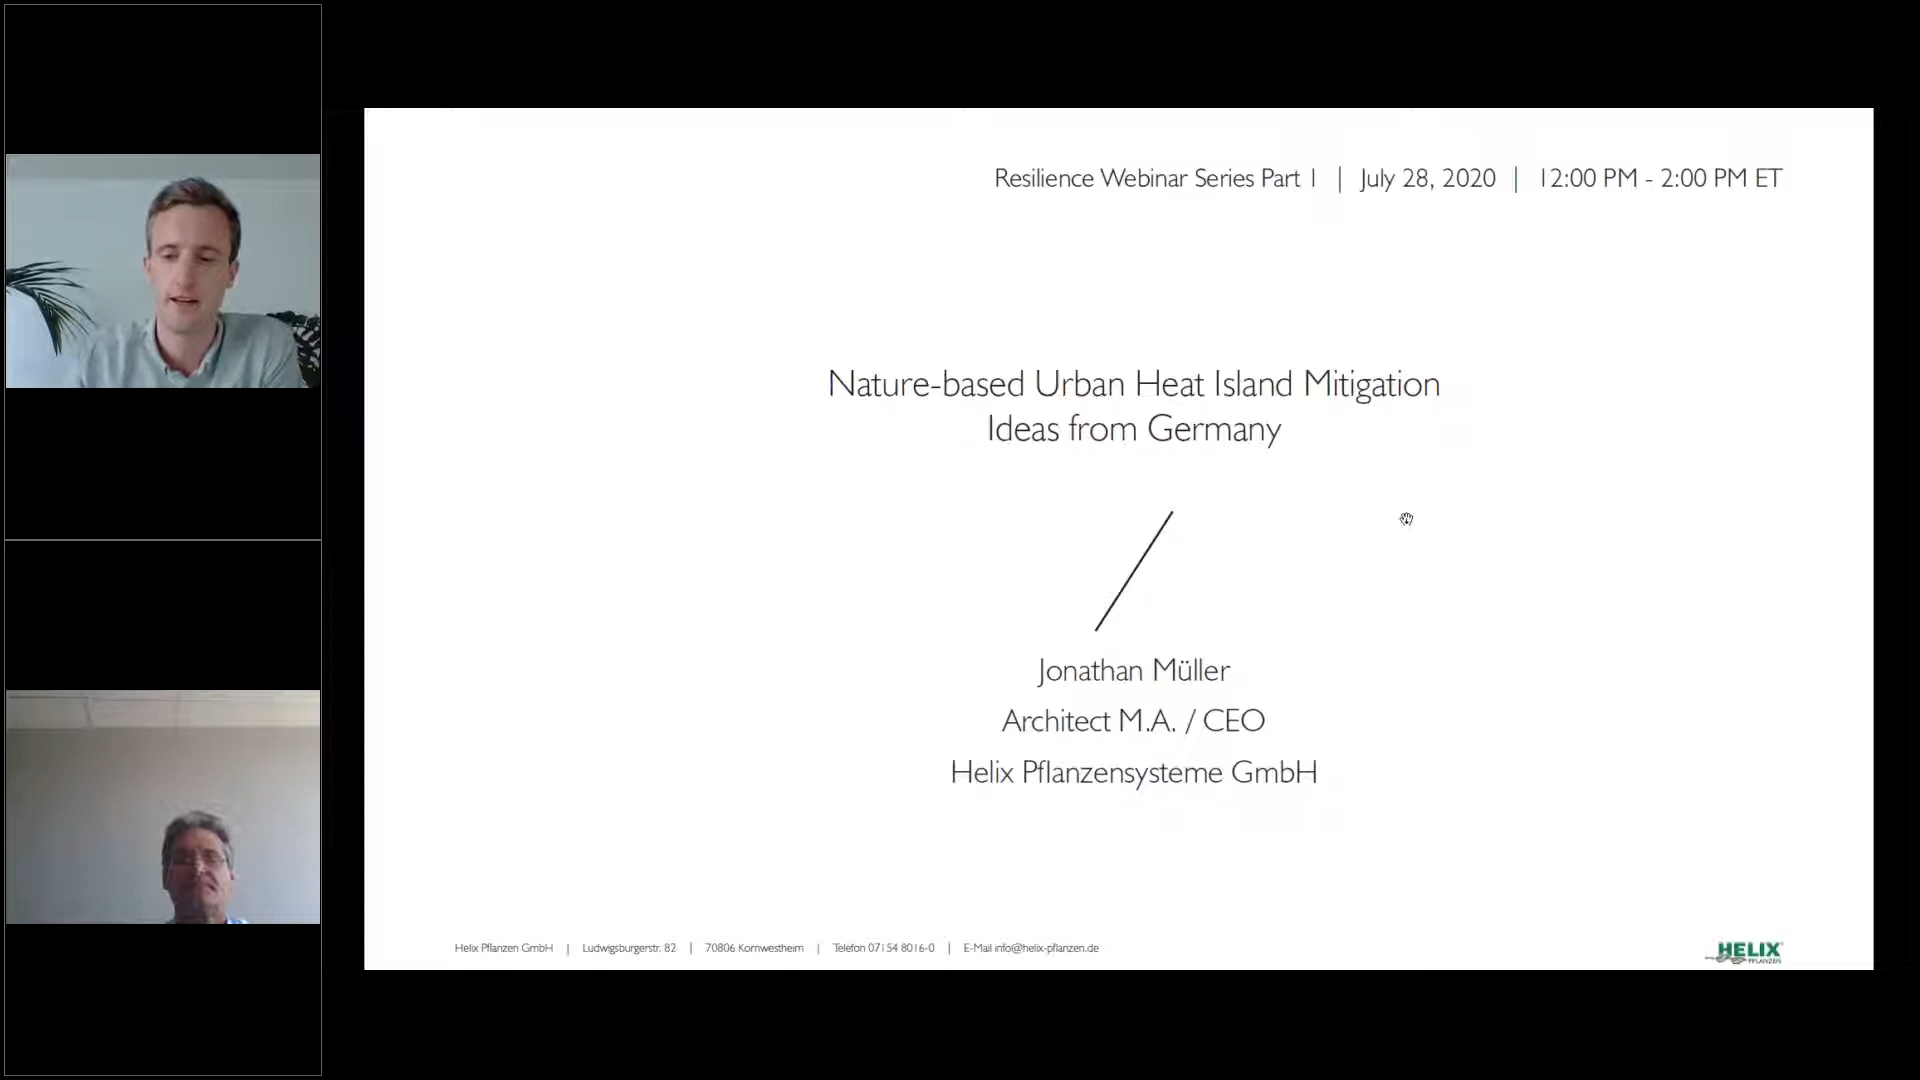 Resilience Webinar Series Part 1 | July 28, 2020 | 12:00 PM - 2:00 PM ET
Nature-based Urban Heat Island Mitigation
Ideas from Germany
Jonathan Müller
Architect M.A. / CEO
Helix Pflanzensysteme GmbH
Helix Pflanzen GmbH | Ludwigsburgerstr. 82 | 70806 Kornwestheim | Telefon 07154 8016-0 | E-Mail info@helix-pflanzen.de
HELIX
PFLANZEN